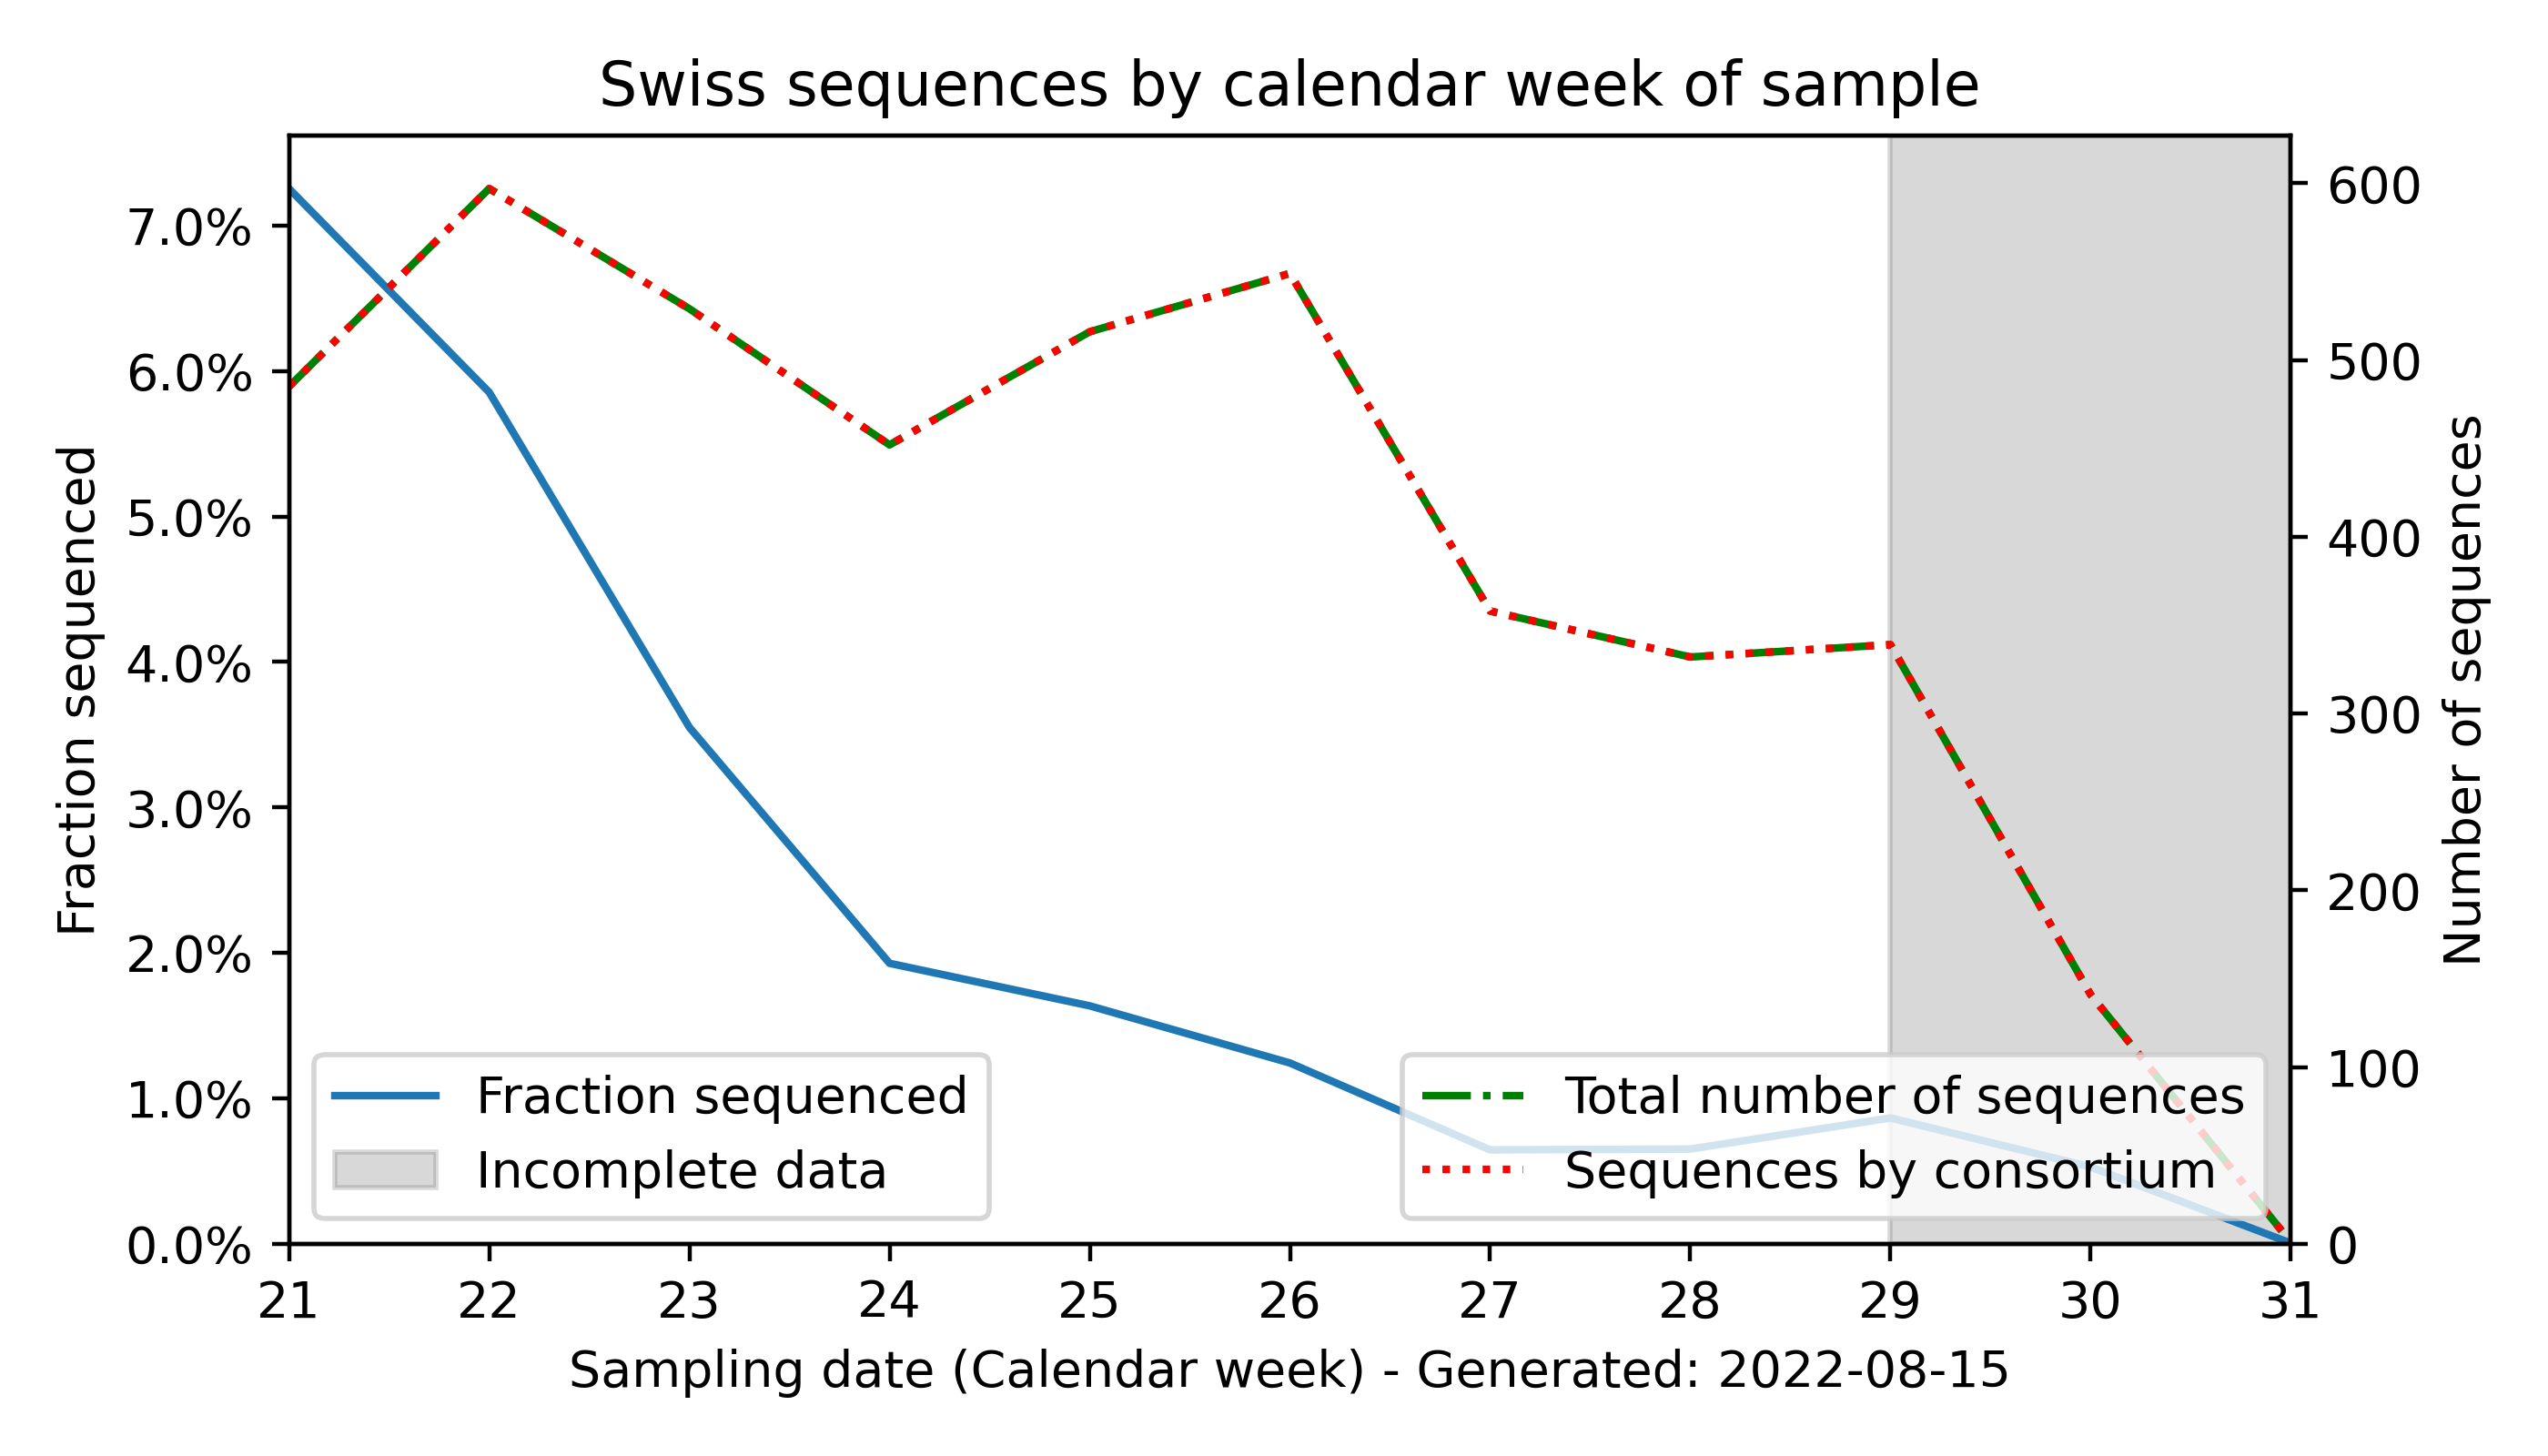 Swiss sequences by calendar week of sample
7.0%
6.0%
5.0%
4.0%
3.0%
2.0%
1.0%
0.0%
Fraction sequenced
600
500
400
300
200
100
0
Number of sequences
Fraction sequenced
Incomplete data
Total number of sequences
Sequences by consortium
21 22 23 24 25 26 27 28 29 30 31
Sampling date (Calendar week) - Generated: 2022-08-15